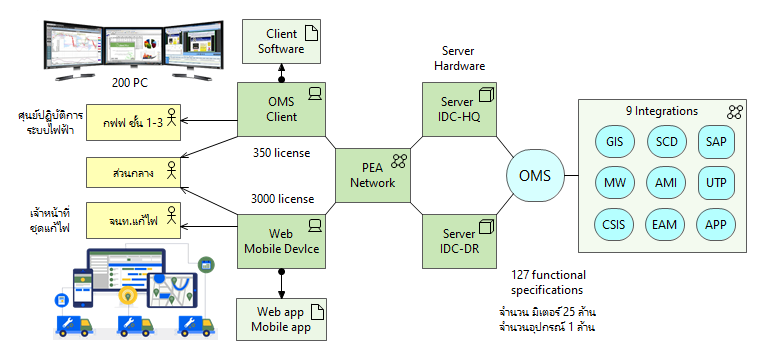 Client
Software
Server
Hardware
200 PC
ศูนย์ปฏิบัติการ
ระบบไฟฟ้า
กฟฟ ชั้น 1-3
OMS
Client
Server
IDC-HQ
9 Integrations
GIS
SCD
SAP
350 license
ส่วนกลาง
PEA
Network
OMS
MW
AMI
UTP
3000 license
เจ้าหน้าที่
ชุดแก้ไฟ
จนท.แก้ไฟ
Web
Mobile Device
Server
IDC-DR
CSIS
EAM
APP
127 functional
specifications
Web app
Mobile app
จำนวน มิเตอร์ 25 ล้าน
จำนวนอุปกรณ์ 1 ล้าน